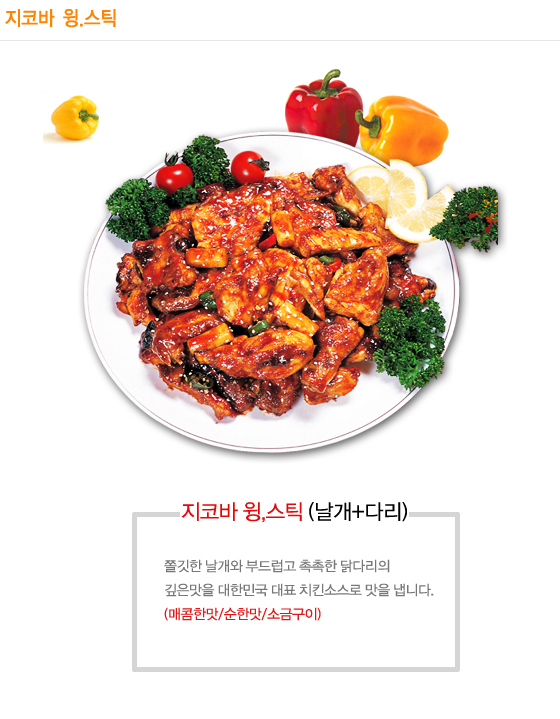 지코바 윙.스틱
지코바 윙,스틱 (날개+다리)
쫄깃한 날개와 부드럽고 촉촉한 닭다리의
깊은맛을 대한민국 대표 치킨소스로 맛을 냅니다.
(매콤한맛/순한맛/소금구이)